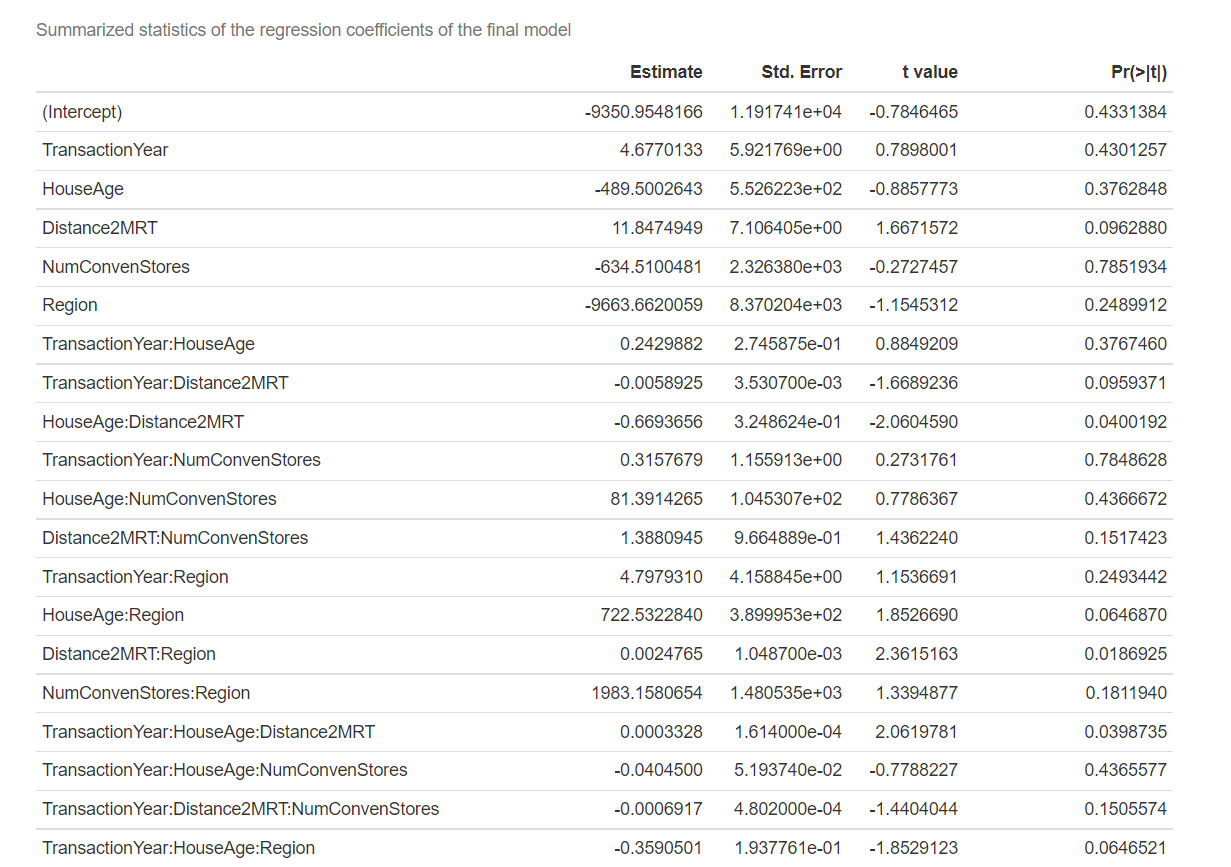 Summarized statistics of the regression coefficients of the final model
Estimate Std. Error t value Pr(>|t|)
(Intercept) -9350.9548166 1.191741e+04 -0.7846465 0.4331384
TransactionYear 4.6770133 5.921769e+00 0.7898001 0.4301257
HouseAge -489.5002643 5.526223e+02 -0.8857773 0.3762848
Distance2MRT 11.8474949 7.106405e+00 1.6671572 0.0962880
NumConvenStores -634.5100481 2.326380e+03 -0.2727457 0.7851934
Region -9663.6620059 8.370204e+03 -1.1545312 0.2489912
TransactionYear:HouseAge 0.2429882 2.745875e-01 0.8849209 0.3767460
TransactionYear:Distance2MRT -0.0058925 3.530700e-03 -1.6689236 0.0959371
HouseAge:Distance2MRT -0.6693656 3.248624e-01 -2.0604590 0.0400192
TransactionYear:NumConvenStores 0.3157679 1.155913e+00 0.2731761 0.7848628
HouseAge:NumConvenStores 81.3914265 1.045307e+02 0.7786367 0.4366672
Distance2MRT:NumConvenStores 1.3880945 9.664889e-01 1.4362240 0.1517423
TransactionYear:Region 4.7979310 4.158845e+00 1.1536691 0.2493442
HouseAge:Region 722.5322840 3.899953e+02 1.8526690 0.0646870
Distance2MRT:Region 0.0024765 1.048700e-03 2.3615163 0.0186925
NumConvenStores:Region 1983.1580654 1.480535e+03 1.3394877 0.1811940
TransactionYear:HouseAge:Distance2MRT 0.0003328 1.614000e-04 2.0619781 0.0398735
TransactionYear:HouseAge:NumConvenStores -0.0404500 5.193740e-02 -0.7788227 0.4365577
TransactionYear:Distance2MRT:NumConvenStores -0.0006917 4.802000e-04 -1.4404044 0.1505574
TransactionYear:HouseAge:Region -0.3590501 1.937761e-01 -1.8529123 0.0646521